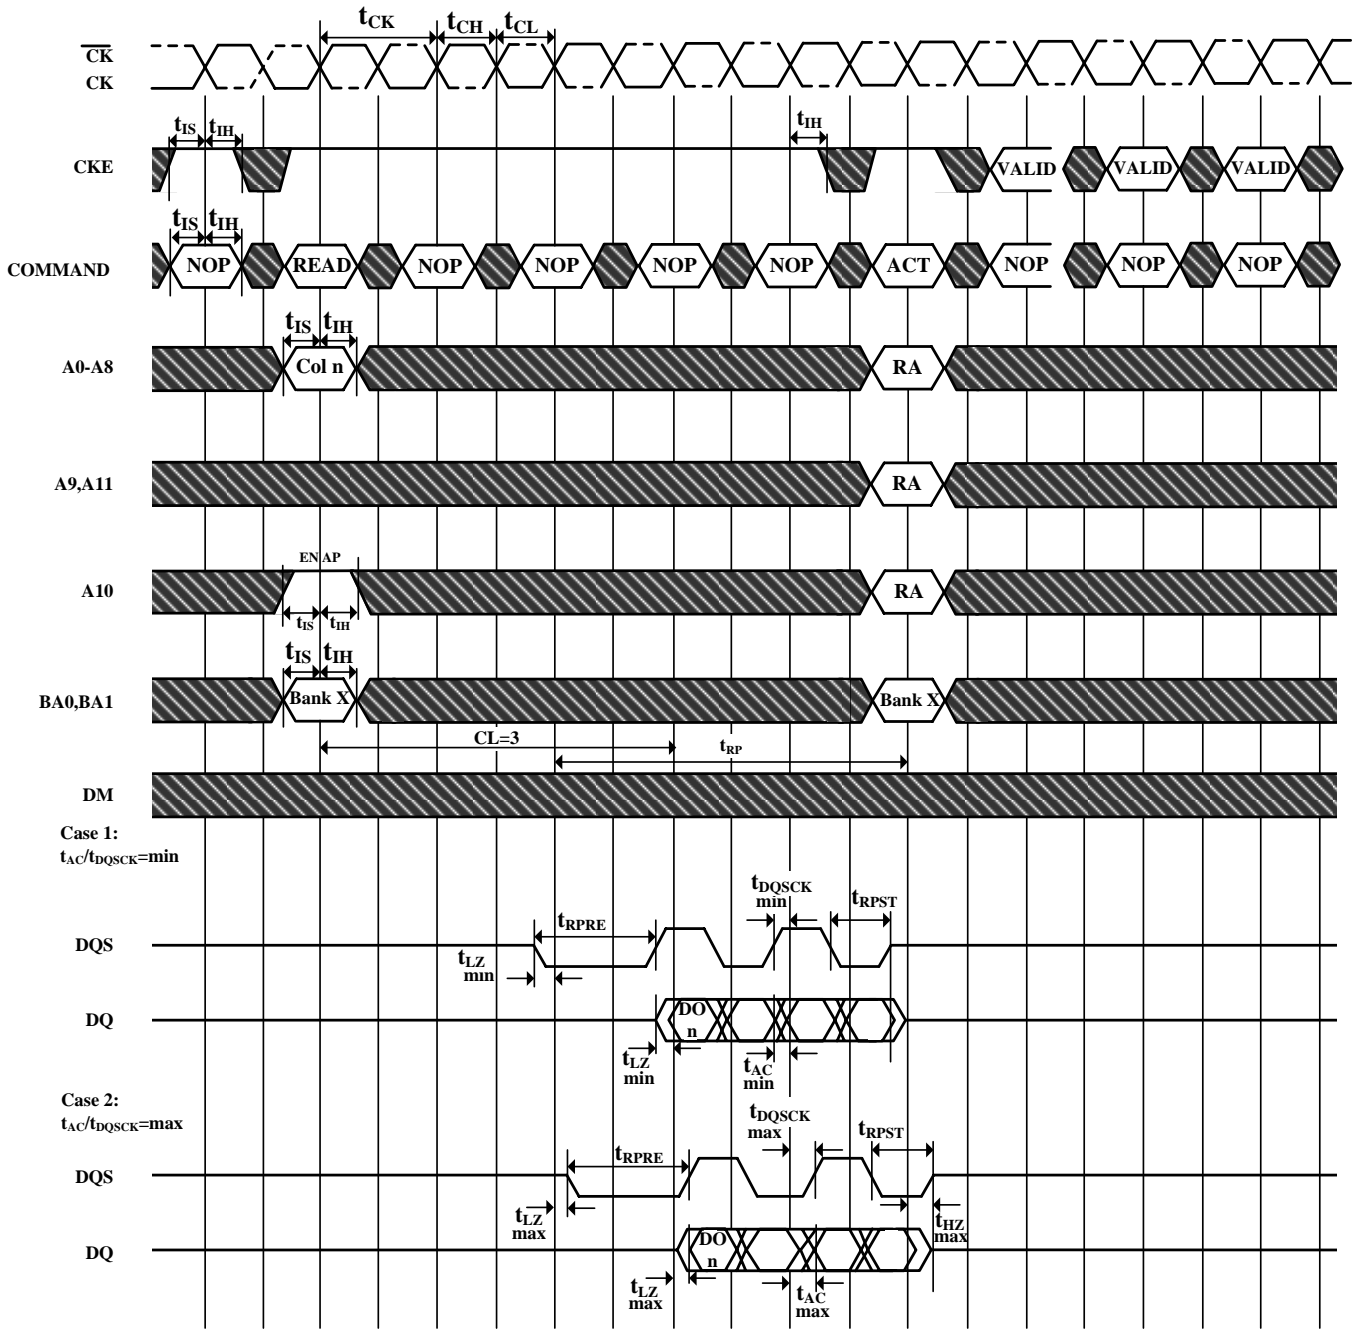 tCK tCH tCL
CK
CK
tIS tIH tIH
CKE VALID VALID VALID
tIS tIH
COMMAND NOP READ NOP NOP NOP NOP ACT NOP NOP NOP
tIS tIH
A0-A8 Col n RA
A9,A11 RA
EN AP
A10 RA
tIS tIH
tIS tIH
BA0,BA1 Bank X Bank X
CL=3 tRP
DM
Case 1:
tAC/tDQSCK=min
tDQSCK
min
tRPST
tRPRE
DQS
tLZ
min
DQ DO
n
tLZ
min
tAC
min
Case 2:
tAC/tDQSCK=max
tDQSCK
max
tRPST
tRPRE
DQS
tLZ
max
tHZ
max
DQ DO
n
tLZ
max
tAC
max